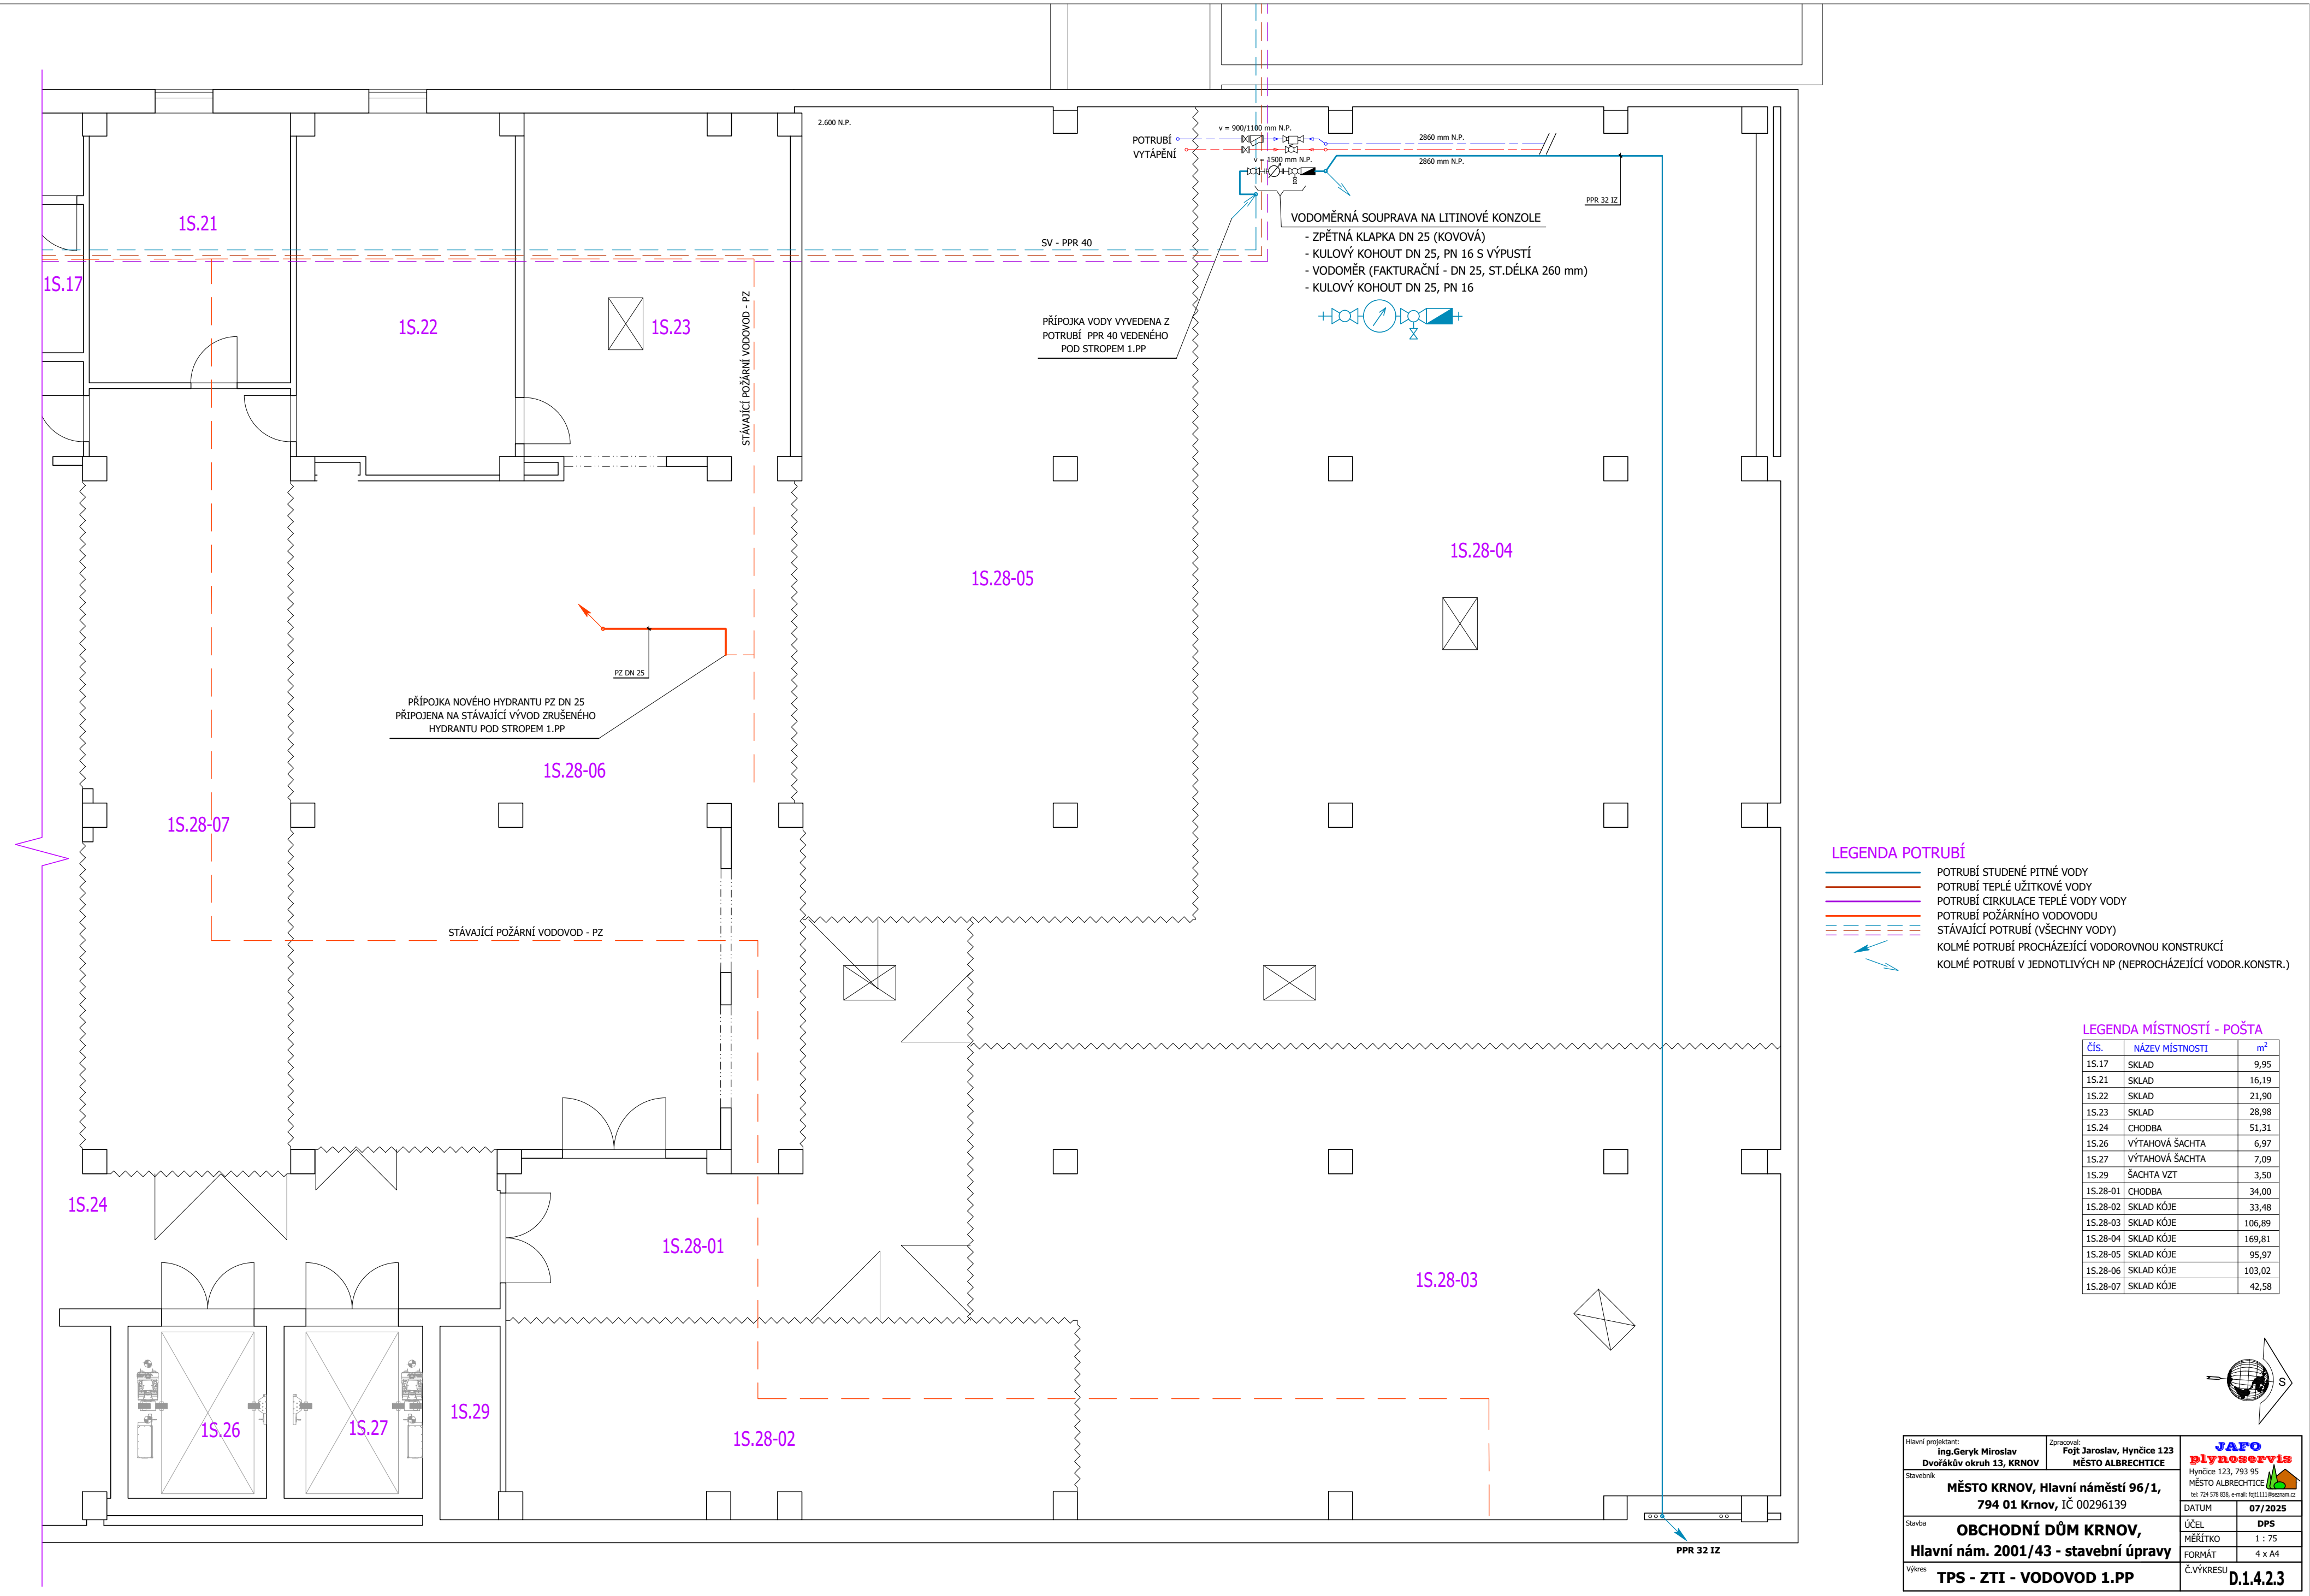 2.600 N.P.
v = 900/1100 mm N.P.
POTRUBÍ
VYTÁPĚNÍ
2860 mm N.P.
v = 1500 mm N.P.
2860 mm N.P.
PPR 32 IZ
1S.21
VODOMĚRNÁ SOUPRAVA NA LITINOVÉ KONZOLE
- ZPĚTNÁ KLAPKA DN 25 (KOVOVÁ)
- KULOVÝ KOHOUT DN 25, PN 16 S VÝPUSTÍ
- VODOMĚR (FAKTURAČNÍ - DN 25, ST.DÉLKA 260 mm)
- KULOVÝ KOHOUT DN 25, PN 16
SV - PPR 40
1S.17
1S.22
1S.23
STÁVAJÍCÍ POŽÁRNÍ VODOVOD - PZ
PŘÍPOJKA VODY VYVEDENA Z
POTRUBÍ PPR 40 VEDENÉHO
POD STROPEM 1.PP
1S.28-04
1S.28-05
PZ DN 25
PŘÍPOJKA NOVÉHO HYDRANTU PZ DN 25
PŘIPOJENA NA STÁVAJÍCÍ VÝVOD ZRUŠENÉHO
HYDRANTU POD STROPEM 1.PP
1S.28-06
1S.28-07
STÁVAJÍCÍ POŽÁRNÍ VODOVOD - PZ
LEGENDA POTRUBÍ
POTRUBÍ STUDENÉ PITNÉ VODY
POTRUBÍ TEPLÉ UŽITKOVÉ VODY
POTRUBÍ CIRKULACE TEPLÉ VODY VODY
POTRUBÍ POŽÁRNÍHO VODOVODU
STÁVAJÍCÍ POTRUBÍ (VŠECHNY VODY)
KOLMÉ POTRUBÍ PROCHÁZEJÍCÍ VODOROVNOU KONSTRUKCÍ
KOLMÉ POTRUBÍ V JEDNOTLIVÝCH NP (NEPROCHÁZEJÍCÍ VODOR.KONSTR.)
LEGENDA MÍSTNOSTÍ - POŠTA
ČÍS. NÁZEV MÍSTNOSTI m²
1S.17 SKLAD 9,95
1S.21 SKLAD 16,19
1S.22 SKLAD 21,90
1S.23 SKLAD 28,98
1S.24 CHODBA 51,31
1S.26 VÝTAHOVÁ ŠACHTA 6,97
1S.27 VÝTAHOVÁ ŠACHTA 7,09
1S.29 ŠACHTA VZT 3,50
1S.28-01 CHODBA 34,00
1S.28-02 SKLAD KÓJE 33,48
1S.28-03 SKLAD KÓJE 106,89
1S.28-04 SKLAD KÓJE 169,81
1S.28-05 SKLAD KÓJE 95,97
1S.28-06 SKLAD KÓJE 103,02
1S.28-07 SKLAD KÓJE 42,58
1S.24
1S.28-01
1S.28-03
1S.26
1S.27
1S.29
1S.28-02
PPR 32 IZ
S
Hlavní projektant:
ing.Geryk Miroslav
Dvořákův okruh 13, KRNOV
Zpracoval:
Fojt Jaroslav, Hynčice 123
MĚSTO ALBRECHTICE
JAFO
plynoservis
Hynčice 123, 793 95
MĚSTO ALBRECHTICE
tel: 724 578 838, e-mail: fojt1111@seznam.cz
Stavebník
MĚSTO KRNOV, Hlavní náměstí 96/1,
794 01 Krnov, IČ 00296139
DATUM 07/2025
Stavba
OBCHODNÍ DŮM KRNOV,
Hlavní nám. 2001/43 - stavební úpravy
ÚČEL DPS
MĚŘÍTKO 1 : 75
FORMÁT 4 x A4
Výkres
TPS - ZTI - VODOVOD 1.PP
Č.VÝKRESU D.1.4.2.3